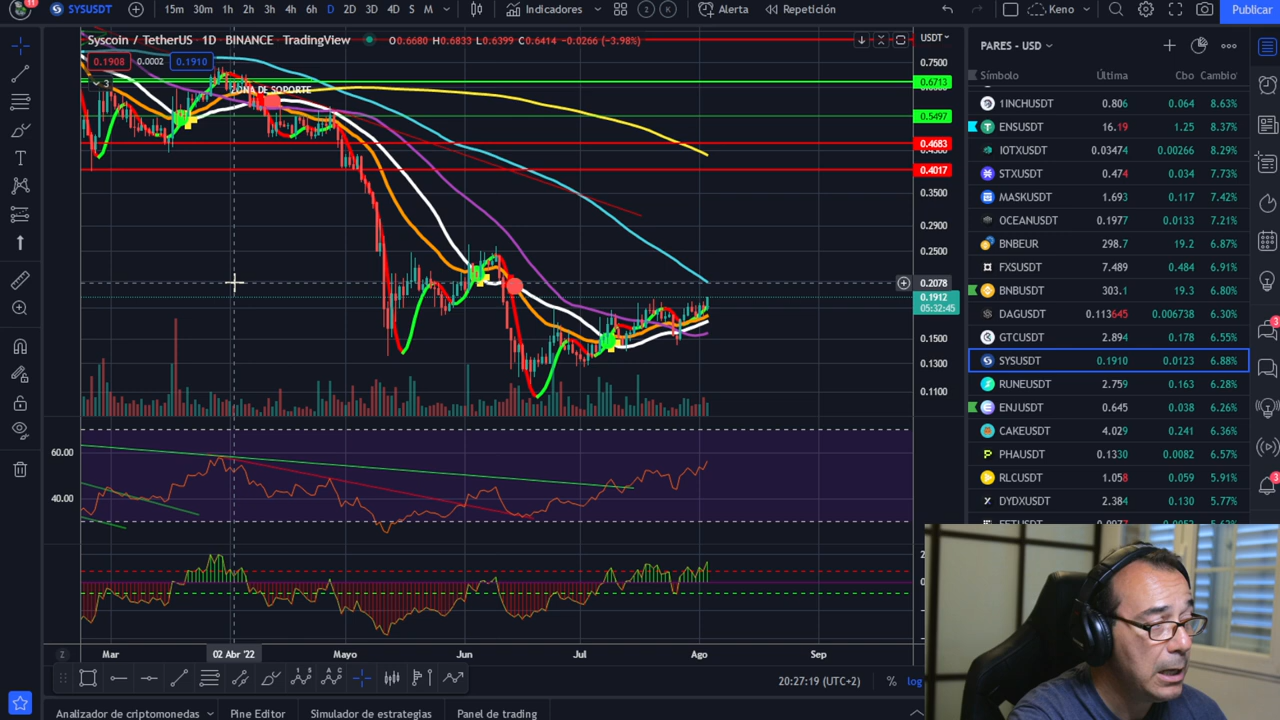 11
SYSUSDT
15m 30m 1h 2h 3h 4h 6h D 2D 3D 4D S M
Indicadores
2 K
Alerta
Repetición
Keno
Publicar
Syscoin / TetherUS 1D BINANCE TradingView O0.6680 H0.6833 L0.6399 C0.6414 -0.0266 (-3.98%)
0.1908 0.0002 0.1910
3
ZONA DE SOPORTE
USDT
0.7500
0.6713
0.5497
0.4683
0.4017
0.3500
0.2900
0.2500
0.2078
0.1912
05:32:45
0.1500
0.1300
0.1100
60.00
40.00
2
0
Mar 02 Abr '22 Mayo Jun Jul Ago Sep
Z
20:27:19 (UTC+2) % log
Analizador de criptomonedas Pine Editor Simulador de estrategias Panel de trading
PARES - USD
Símbolo Última Cbo Cambio
1INCHUSDT 0.806 0.064 8.63%
ENSUSDT 16.19 1.25 8.37%
IOTXUSDT 0.03474 0.00266 8.29%
STXUSDT 0.474 0.034 7.73%
MASKUSDT 1.693 0.117 7.42%
OCEANUSDT 0.197 0.0133 7.21%
BNBEUR 298.7 19.2 6.87%
FXSUSDT 7.489 0.484 6.91%
BNBUSDT 303.1 19.3 6.80%
DAGUSDT 0.113645 0.006738 6.30%
GTCUSDT 2.894 0.178 6.55%
SYSUSDT 0.1910 0.0123 6.88%
RUNEUSDT 2.759 0.163 6.28%
ENJUSDT 0.645 0.038 6.26%
CAKEUSDT 4.029 0.241 6.36%
PHAUSDT 0.1330 0.0082 6.57%
RLCUSDT 1.058 0.059 5.91%
DYDXUSDT 2.384 0.130 5.77%
3
3